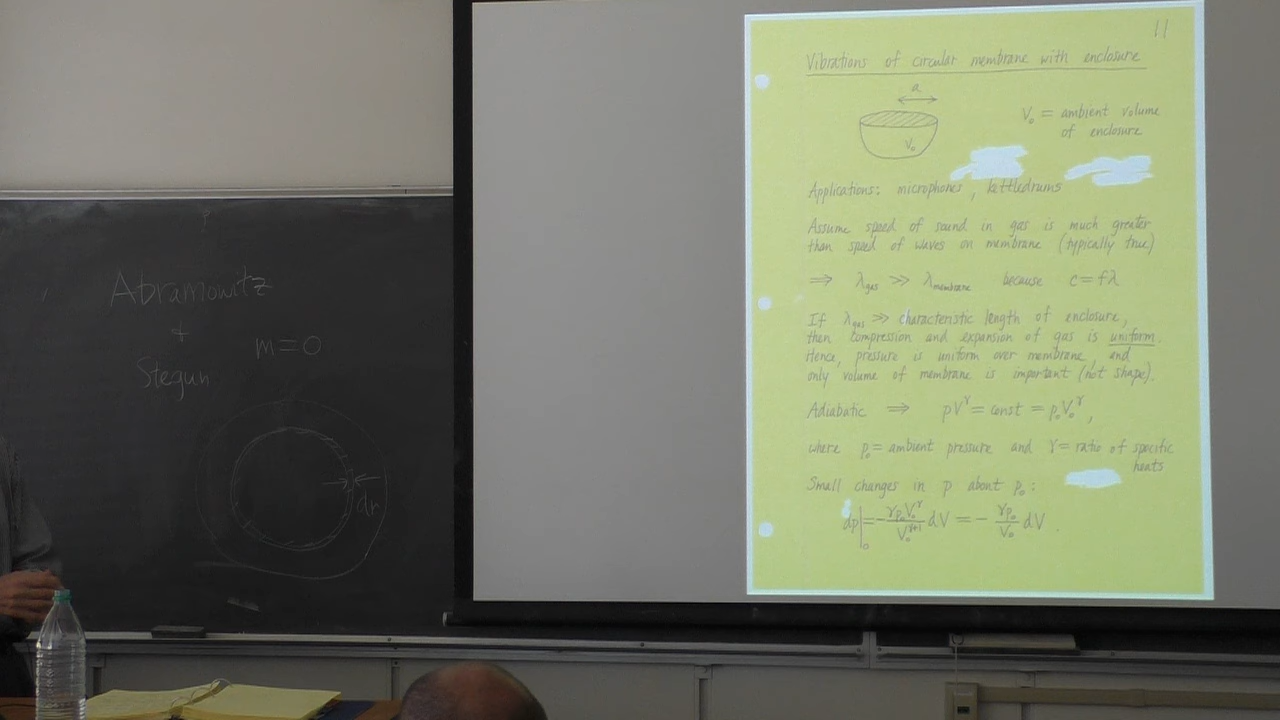 Abramowitz
+
Stegun
m=0
dr
11
Vibrations of circular membrane with enclosure
a
V₀
V₀ = ambient volume
of enclosure
Applications: microphones, kettledrums
Assume speed of sound in gas is much greater
than speed of waves on membrane (typically true)
⇒ λgas >> λmembrane because c = fλ
If λgas >> characteristic length of enclosure,
then compression and expansion of gas is uniform.
Hence, pressure is uniform over membrane, and
only volume of membrane is important (not shape).
Adiabatic ⇒ pV^γ = const = p₀V₀^γ,
where p₀ = ambient pressure and γ = ratio of specific
heats
Small changes in p about p₀:
dp|₀ = -γp₀V₀^γ/V₀^(γ+1) dV = - γp₀/V₀ dV.